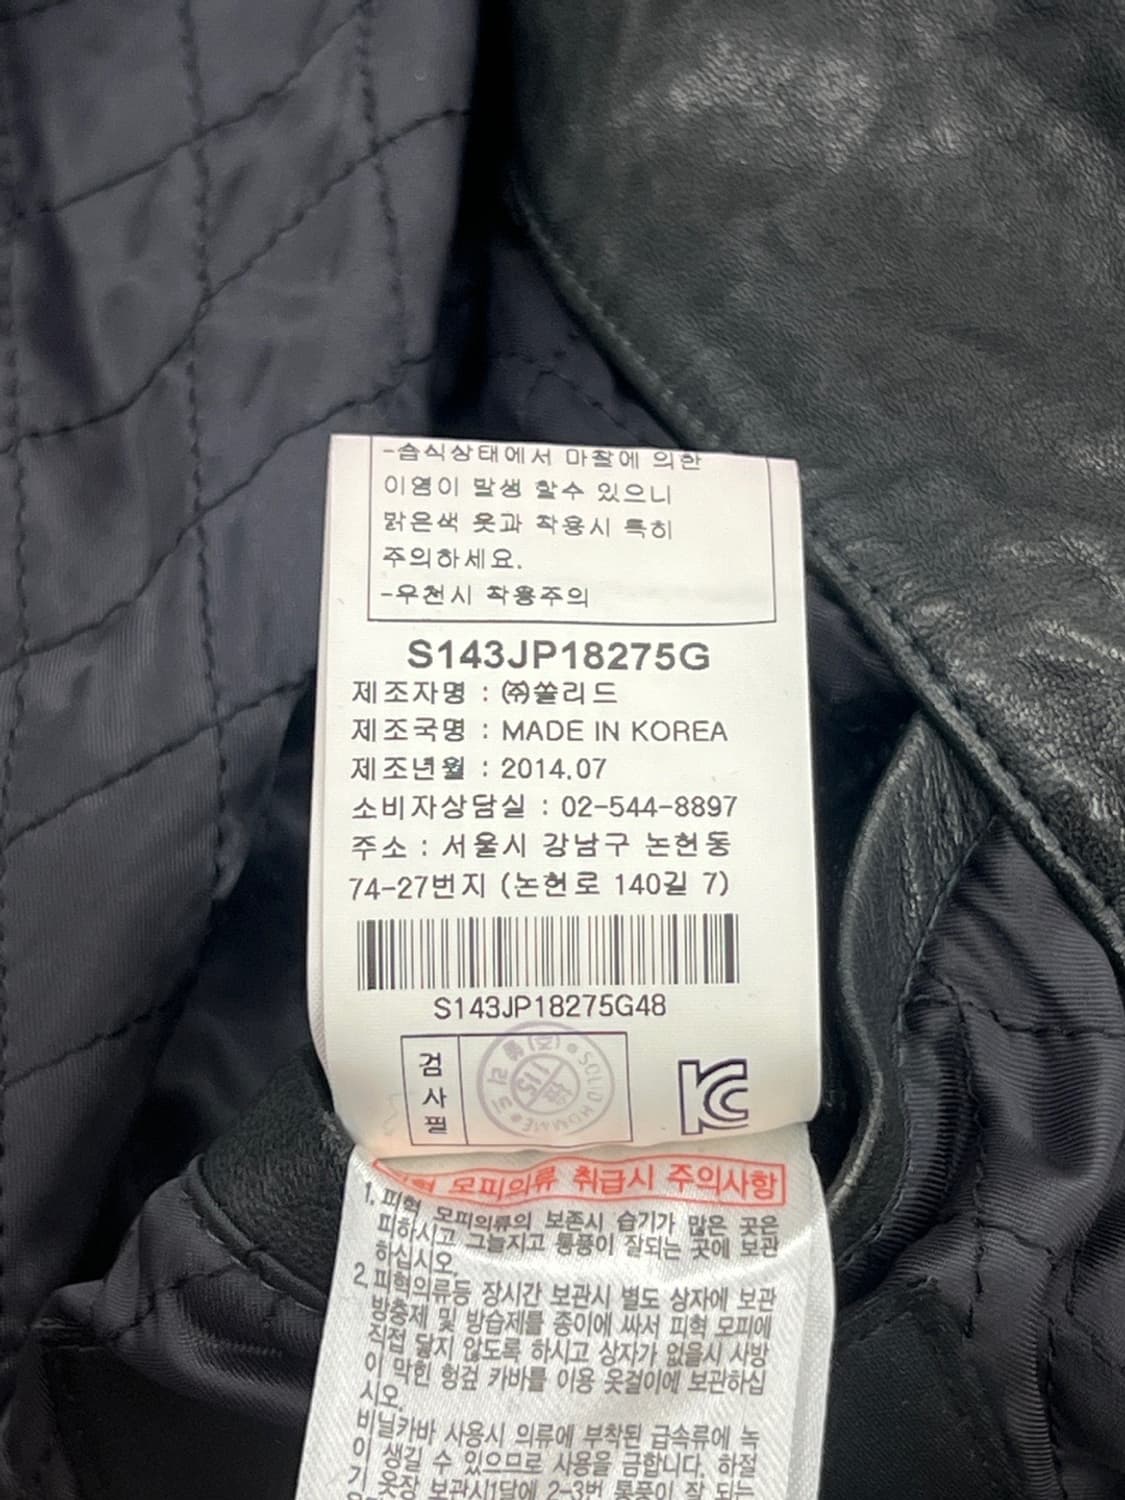 -습식상태에서 마찰에 의한
이염이 발생 할수 있으니
맑은색 옷과 착용시 특히
주의하세요.
-우천시 착용주의
S143JP18275G
제조자명 : ㈜쏠리드
제조국명 : MADE IN KOREA
제조년월 : 2014.07
소비자상담실 : 02-544-8897
주소 : 서울시 강남구 논현동
74-27번지 (논현로 140길 7)
S143JP18275G48
검사필
115
피혁 모피의류 취급시 주의사항
1. 피혁 모피의류의 보존시 습기가 많은 곳은
피하시고 그늘지고 통풍이 잘되는 곳에 보관
하십시오.
2. 피혁의류등 장시간 보관시 별도 상자에 보관
방충제 및 방습제를 종이에 싸서 피혁 모피에
직접 닿지 않도록 하시고 상자가 없을시 사방
이 막힌 헝겊 카바를 이용 옷걸이에 보관하십
시오.
비닐카바 사용시 의류에 부착된 금속류에 녹
이 생길 수 있으므로 사용을 금합니다. 하절
기 옷장 보관시1달에 2-3번 통풍이 잘 되는